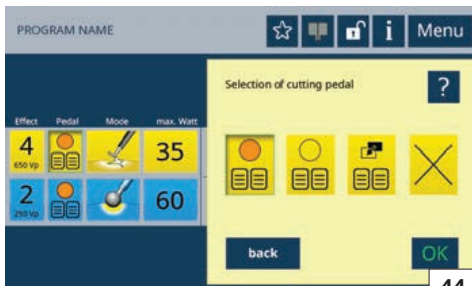 PROGRAM NAME
i
Menu
Selection of cutting pedal
?
Effect Pedal Mode max. Watt
4
650 Vp
35
2
250 Vp
60
back
OK
44